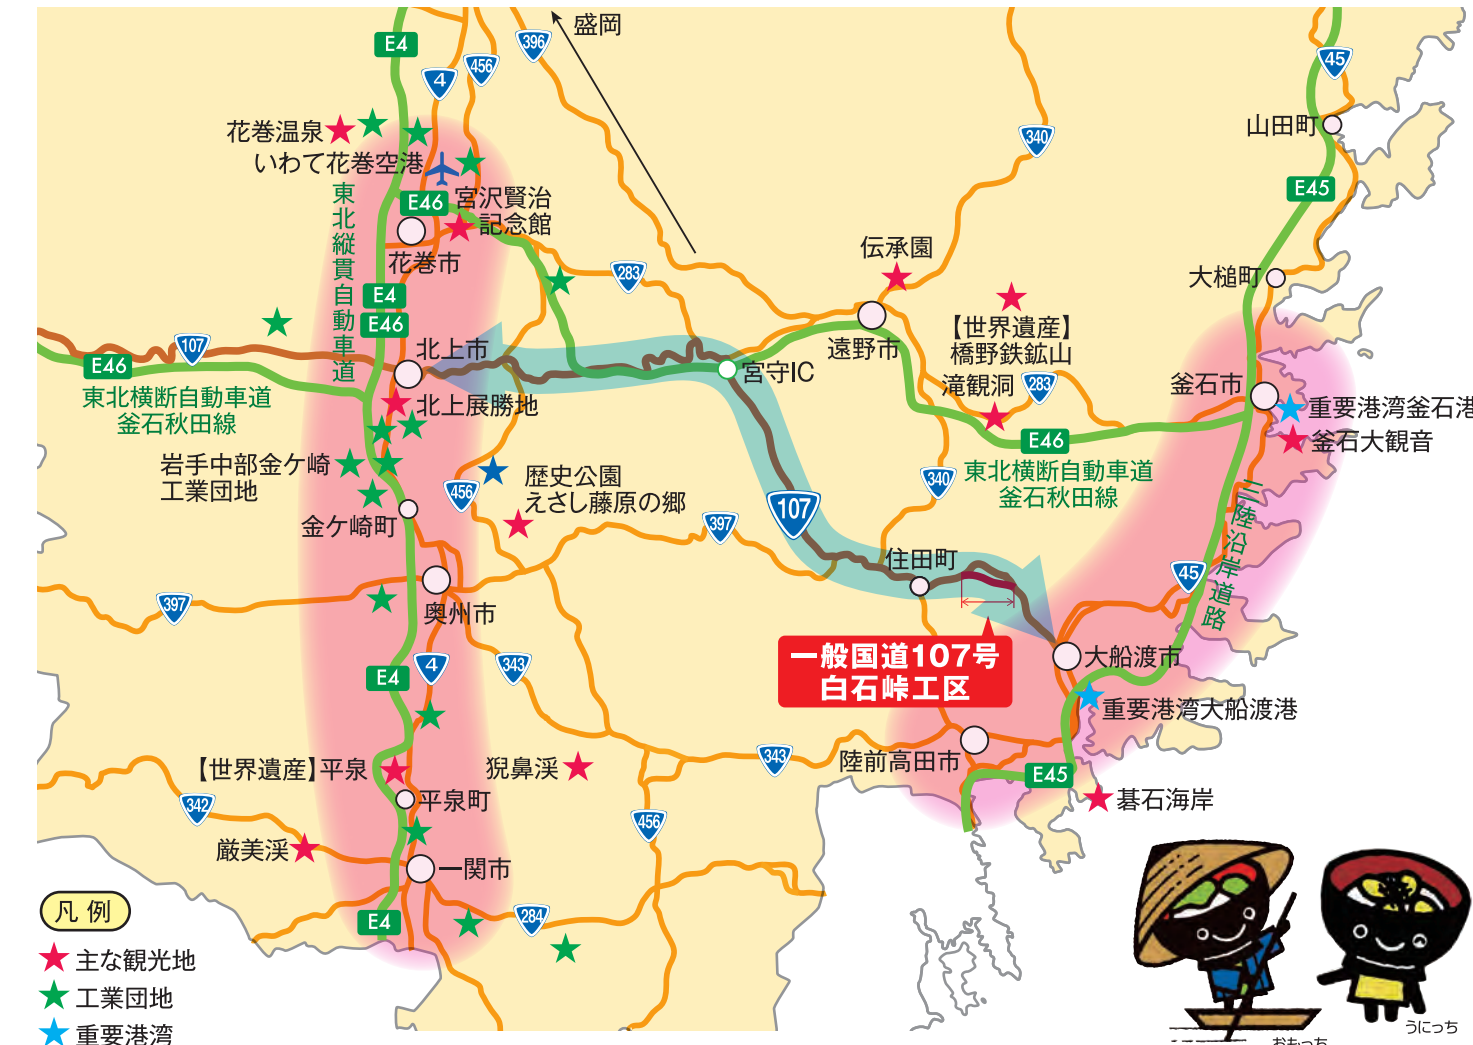 盛岡
E4
396
456
4
45
340
花巻温泉
山田町
いわて花巻空港
E45
宮沢賢治
記念館
E46
東北縦貫自動車道
花巻市
伝承園
283
大槌町
E4
E46
【世界遺産】
橋野鉄鉱山
遠野市
107
E46
北上市
宮守IC
滝観洞
283
釜石市
東北横断自動車道
釜石秋田線
北上展勝地
重要港湾釜石港
釜石大観音
E46
岩手中部金ケ崎
工業団地
456
歴史公園
えさし藤原の郷
340
東北横断自動車道
釜石秋田線
三陸沿岸道路
金ケ崎町
107
397
住田町
45
397
奥州市
一般国道107号
白石峠工区
大船渡市
4
343
E4
重要港湾大船渡港
【世界遺産】平泉
猊鼻渓
343
陸前高田市
E45
342
平泉町
碁石海岸
厳美渓
456
一関市
凡例
E4
284
主な観光地
工業団地
重要港湾
うにっち
おもっち